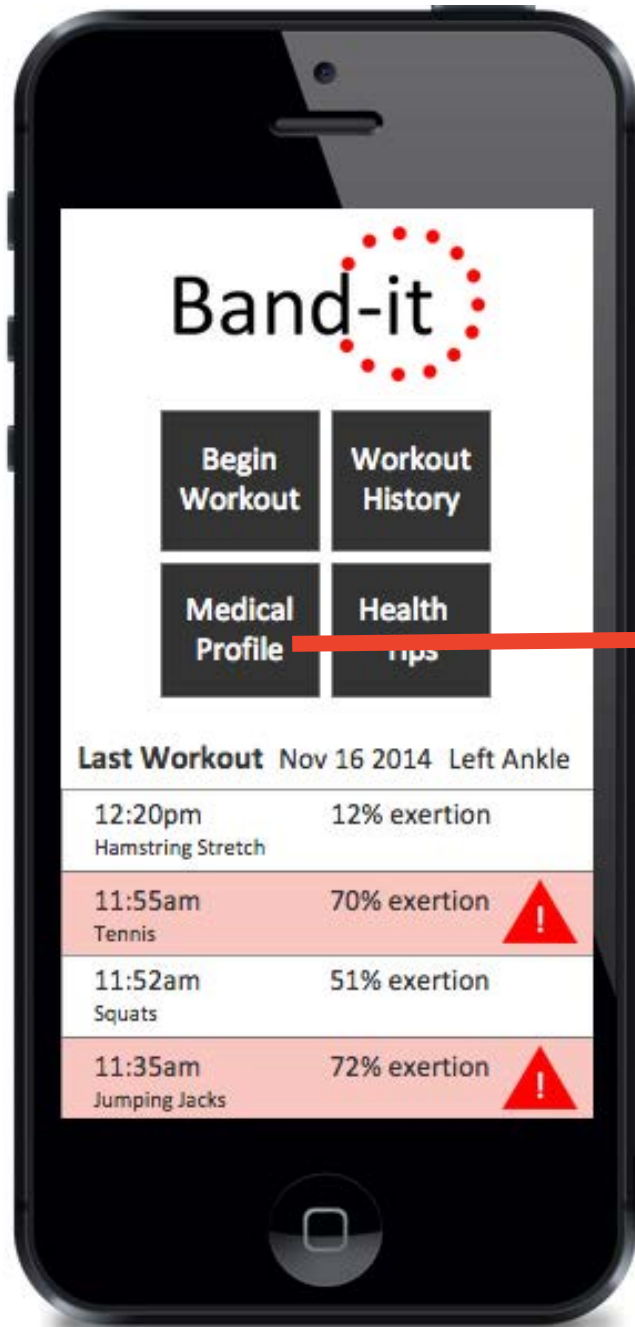 Band-it
Begin
Workout
Workout
History
Medical
Profile
Health
Tips
Last Workout Nov 16 2014 Left Ankle
12:20pm 12% exertion
Hamstring Stretch
11:55am 70% exertion
!
Tennis
11:52am 51% exertion
Squats
11:35am 72% exertion
!
Jumping Jacks